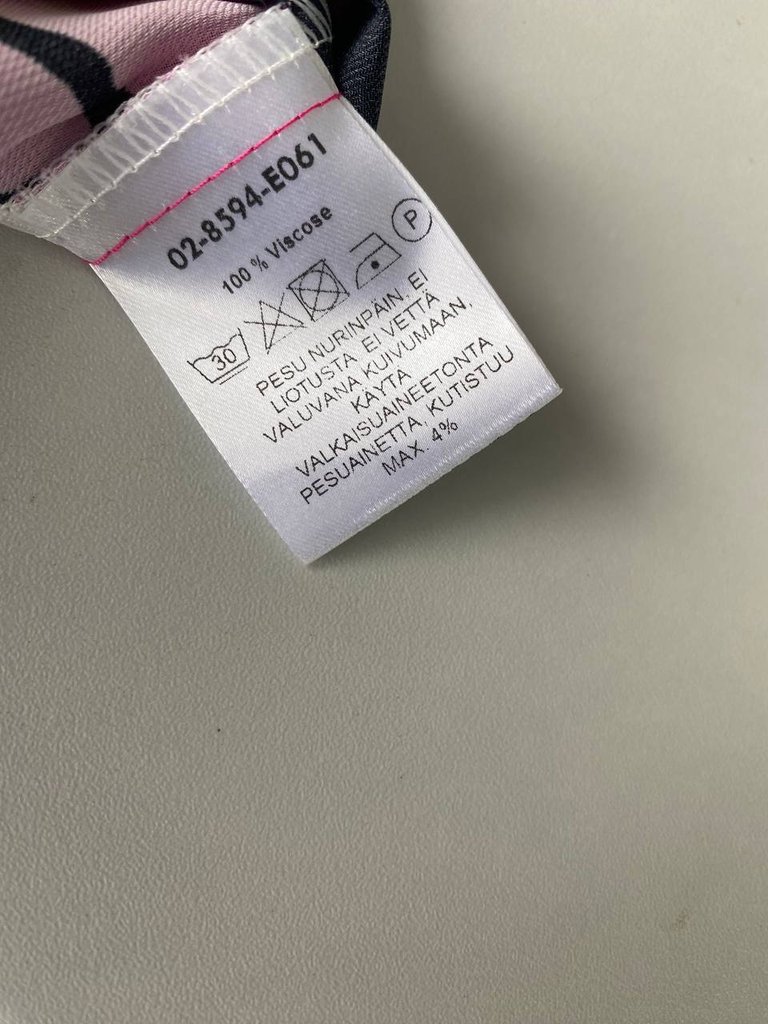 02-8594-E061
100 % Viscose
30 P
PESU NURINPÄIN. EI
LIOTUSTA. EI VETTÄ
VALUVANA KUIVUMAAN.
KÄYTÄ
VALKAISUAINEETONTA
PESUAINETTA, KUTISTUU
MAX. 4%